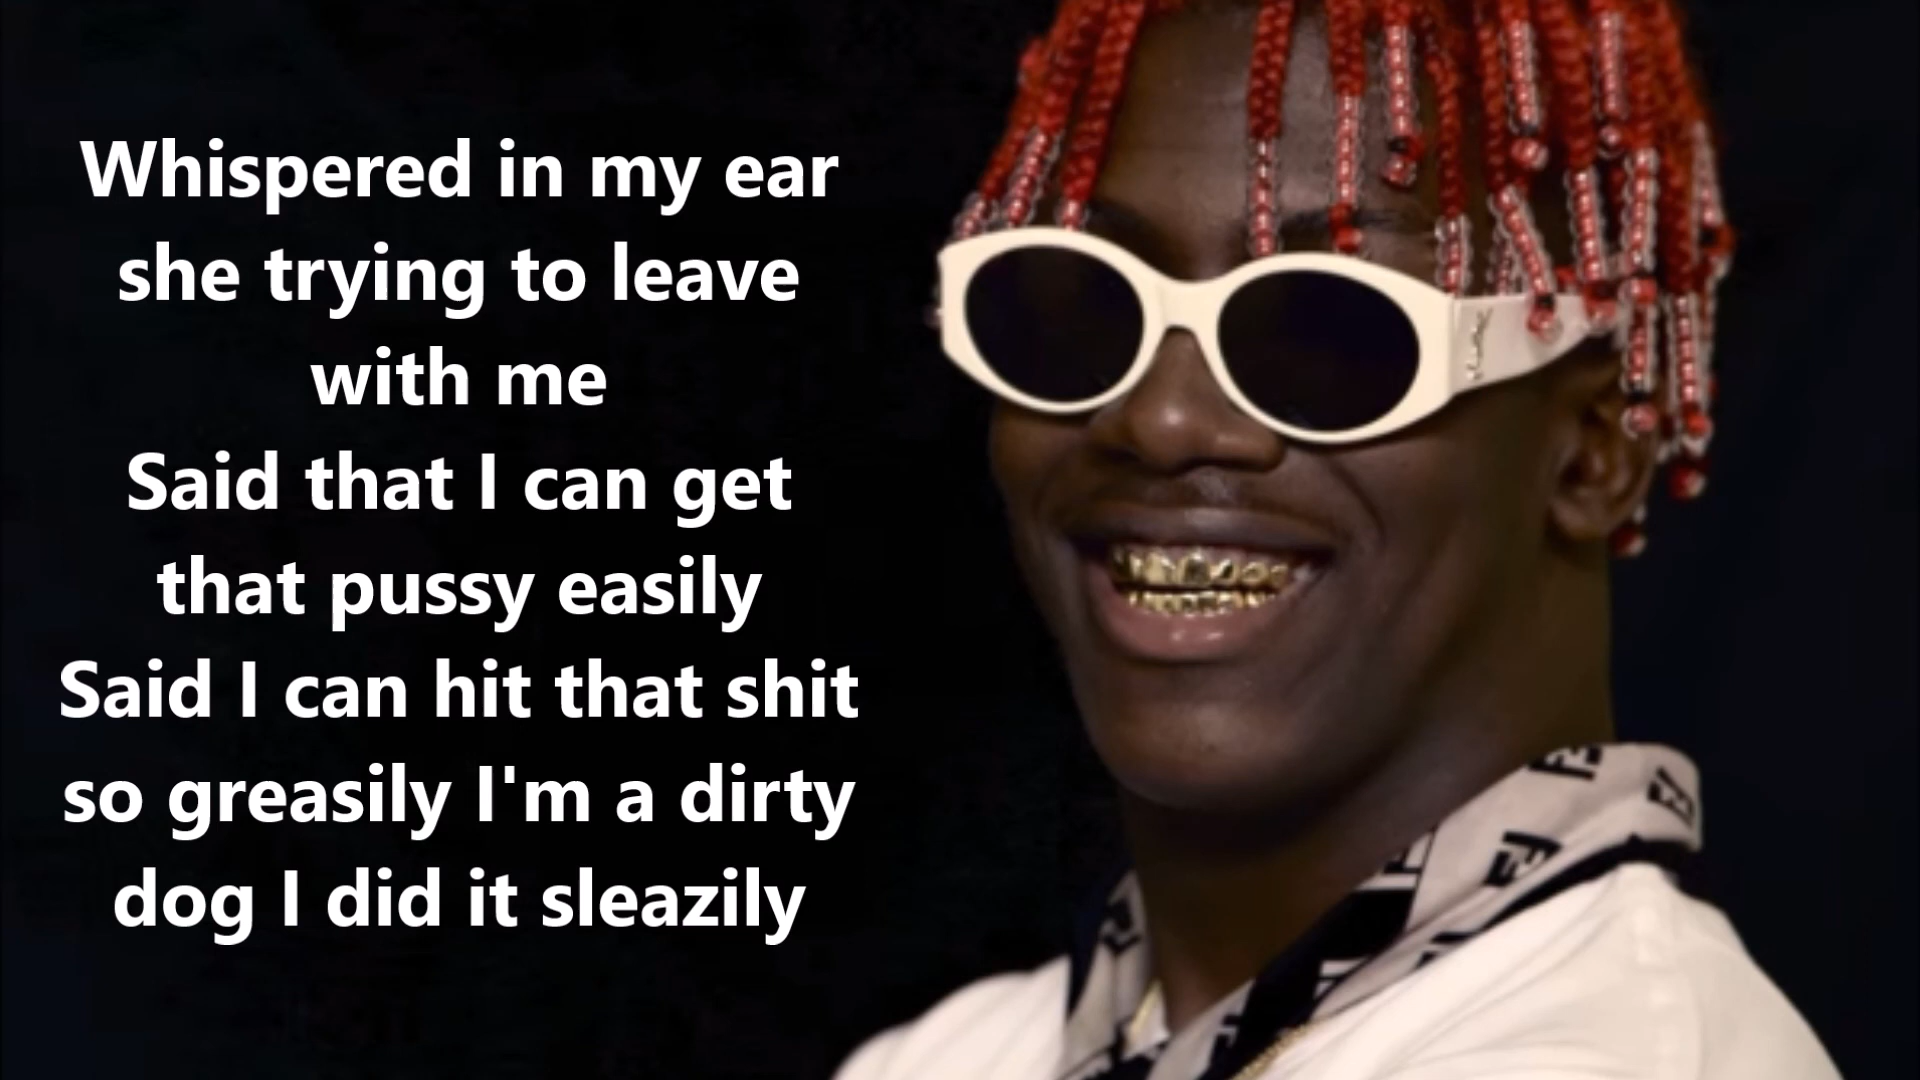 Whispered in my ear
she trying to leave
with me
Said that I can get
that pussy easily
Said I can hit that shit
so greasily I'm a dirty
dog I did it sleazily